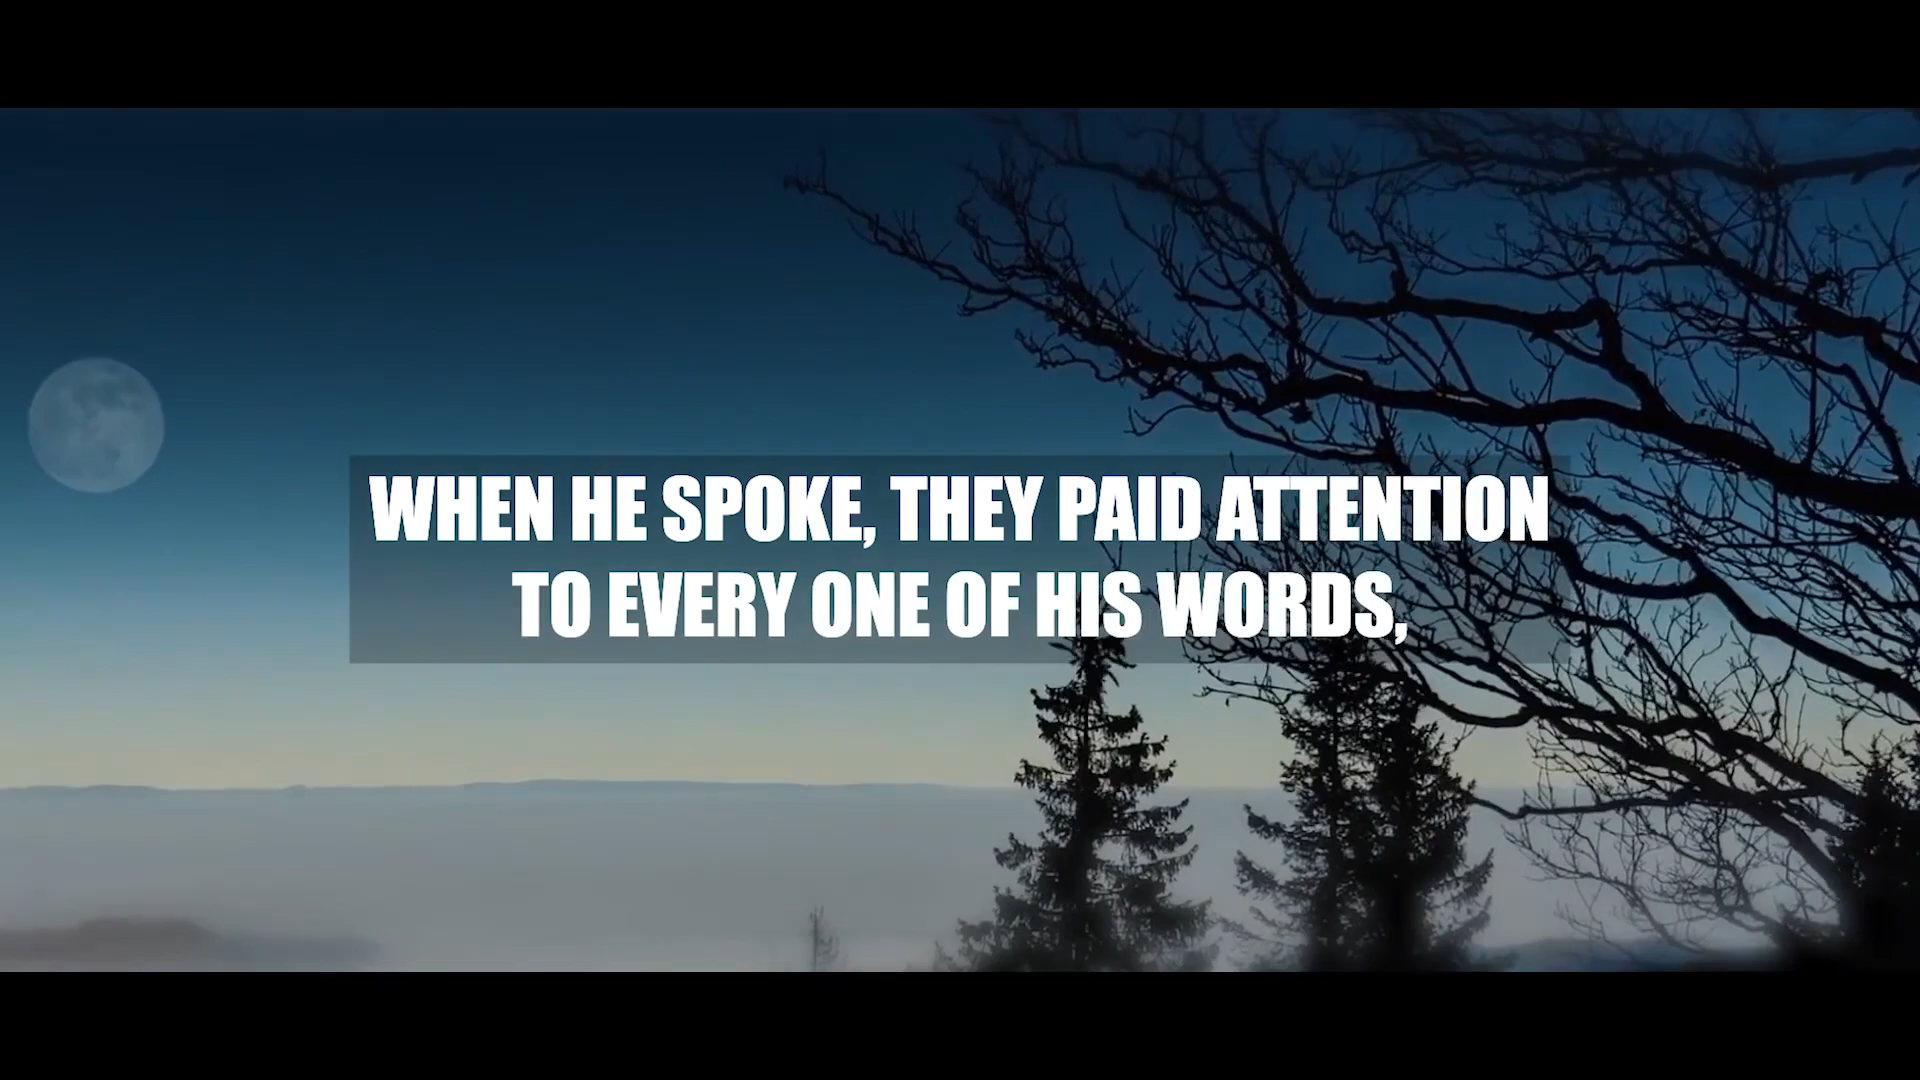 WHEN HE SPOKE, THEY PAID ATTENTION
TO EVERY ONE OF HIS WORDS,